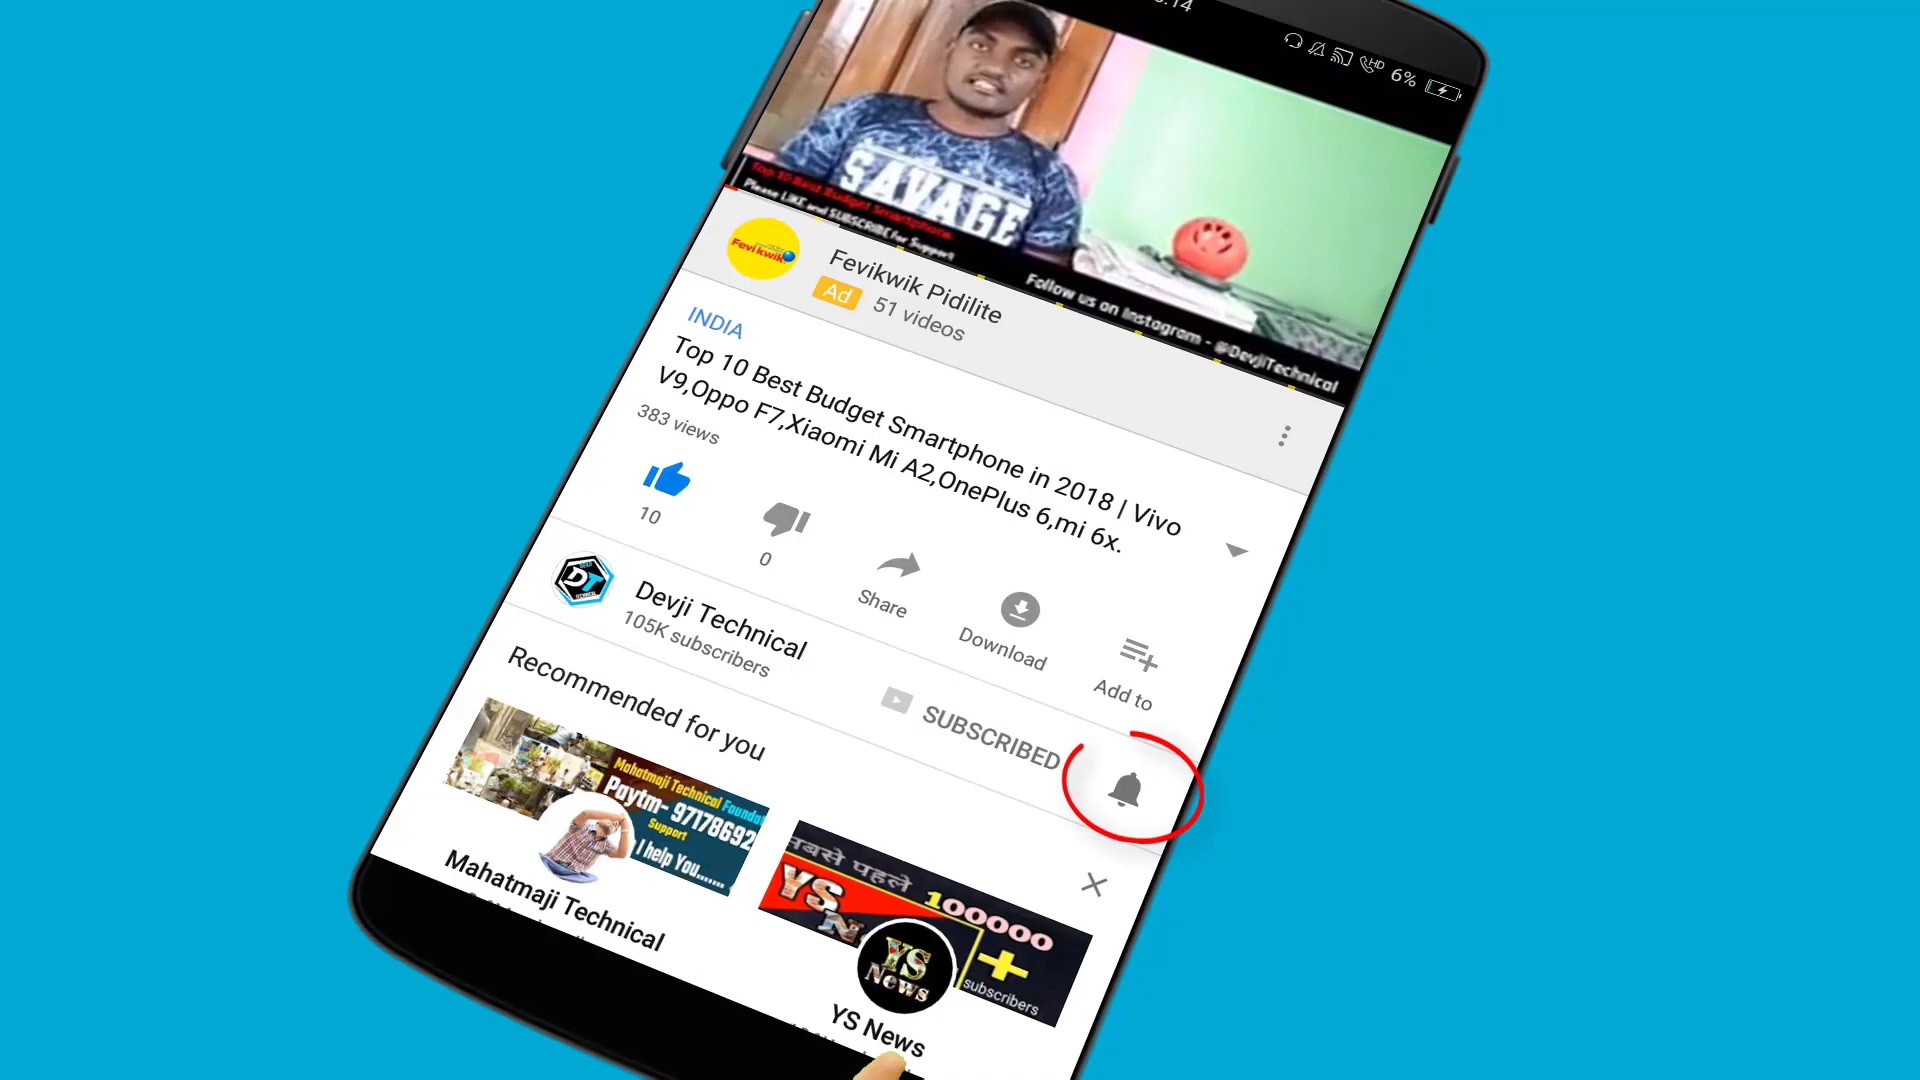 HD 6%
SAVAGE
Top 10 Best Budget Smartphone.
Please LIKE and SUBSCRIBE for Support
Follow us on Instagram - @DevjiTechnical
Fevikwik
Fevikwik Pidilite
Ad 51 videos
INDIA
Top 10 Best Budget Smartphone in 2018 | Vivo
V9,Oppo F7,Xiaomi Mi A2,OnePlus 6,mi 6x.
383 views
10
0
Share
Download
Add to
DT
Devji Technical
105K subscribers
SUBSCRIBED
Recommended for you
Mahatmaji Technical
Paytm- 97178692
Support
I help You.......
Mahatmaji Technical
सबसे पहले 100000
+
subscribers
YS
YS
News
YS News